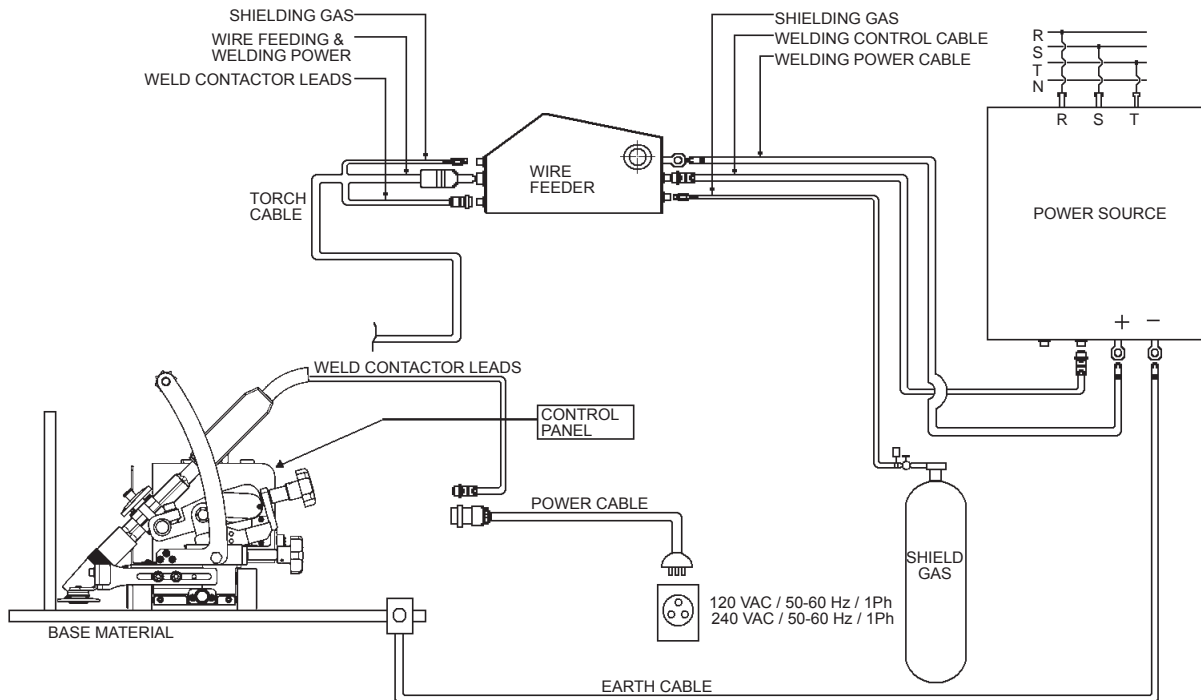 SHIELDING GAS
WIRE FEEDING &
WELDING POWER
WELD CONTACTOR LEADS
SHIELDING GAS
WELDING CONTROL CABLE
WELDING POWER CABLE
R
S
T
N
R S T
WIRE
FEEDER
TORCH
CABLE
POWER SOURCE
+ −
WELD CONTACTOR LEADS
CONTROL
PANEL
POWER CABLE
SHIELD
GAS
120 VAC / 50-60 Hz / 1Ph
240 VAC / 50-60 Hz / 1Ph
BASE MATERIAL
EARTH CABLE